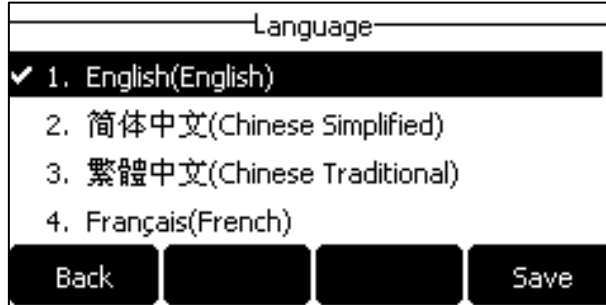 Language
✓ 1. English(English)
2. 简体中文(Chinese Simplified)
3. 繁體中文(Chinese Traditional)
4. Français(French)
Back Save